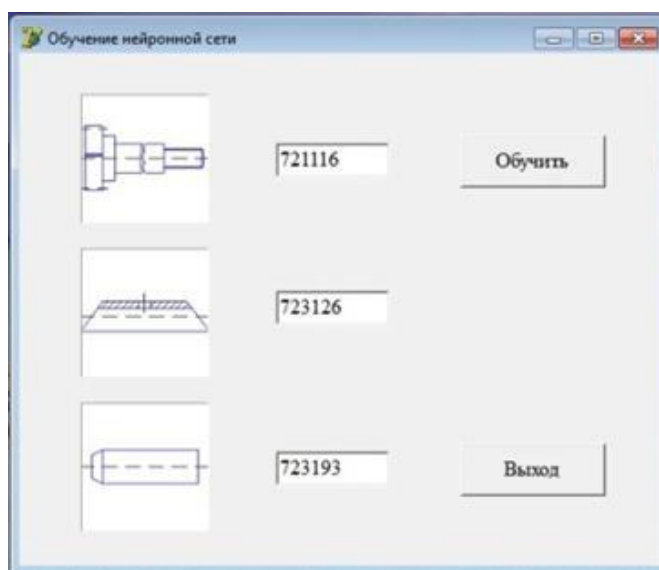 Обучение нейронной сети
721116
Обучить
723126
723193
Выход